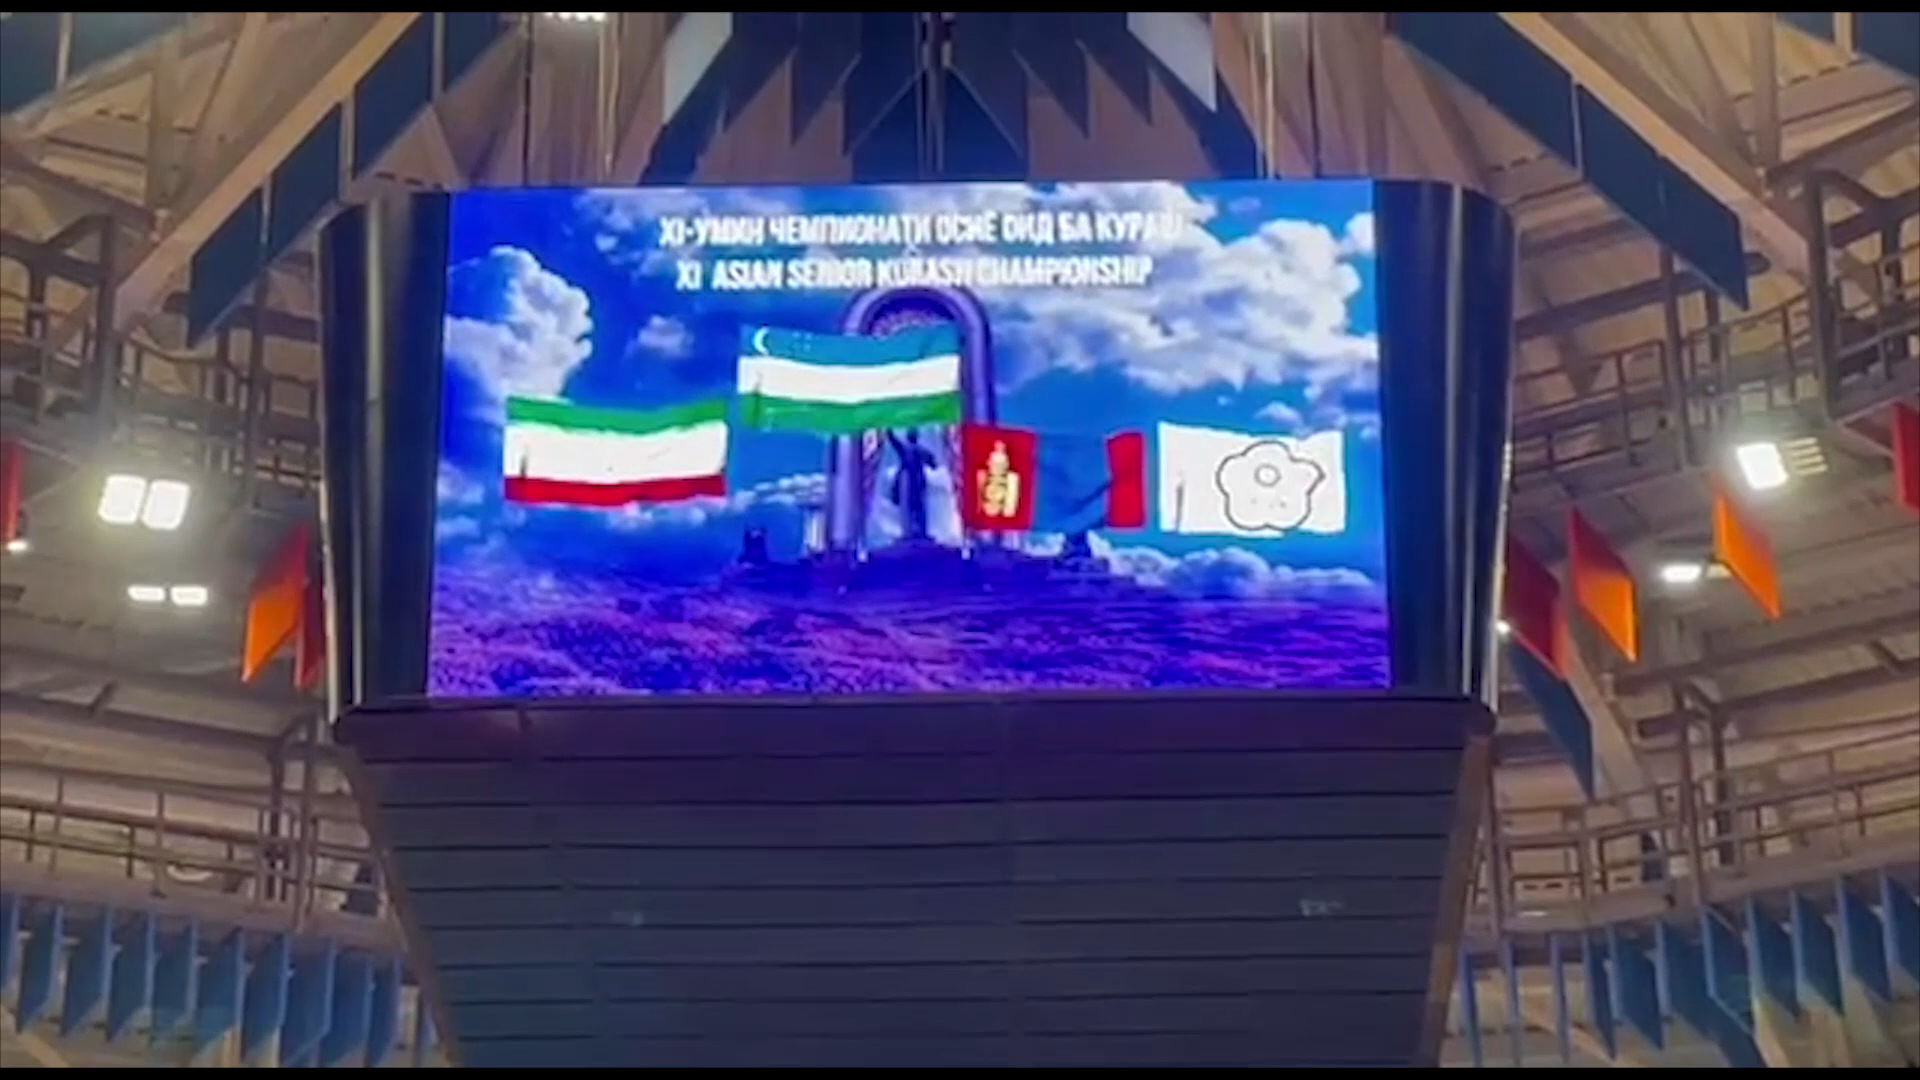 XI-УМИН ЧЕМПИОНАТИ ОСИЁ ОИД БА КУРАШ
XI ASIAN SENIOR KURASH CHAMPIONSHIP